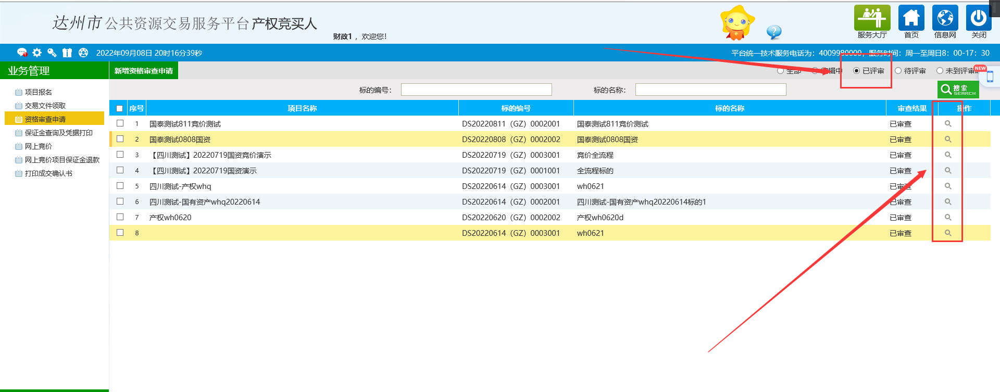 达州市 公共资源交易服务平台 产权竞买人
财政1 ，欢迎您！
服务大厅 首页 信息网 关闭
2022年09月08日 20时16分39秒
平台统一技术服务电话为：4009980000，服务时间：周一至周日8：00-17：30
业务管理
新增资格审查申请
全部 编辑中 已评审 待评审 未到评审
NEW
项目报名
交易文件领取
资格审查申请
保证金查询及凭据打印
网上竞价
网上竞价项目保证金退款
打印成交确认书
标的编号： 标的名称： 搜索 SEARCH
序号 项目名称 标的编号 标的名称 审查结果 操作
1 国泰测试811竞价测试 DS20220811（GZ）0002001 国泰测试811竞价测试 已审查
2 国泰测试0808国资 DS20220808（GZ）0002002 国泰测试0808国资 已审查
3 【四川测试】20220719国资竞价演示 DS20220719（GZ）0003001 竞价全流程 已审查
4 【四川测试】20220719国资演示 DS20220719（GZ）0001001 全流程标的 已审查
5 四川测试-产权whq DS20220614（GZ）0003001 wh0621 已审查
6 四川测试-国有资产whq20220614 DS20220614（GZ）0002001 四川测试-国有资产whq20220614标的1 已审查
7 产权wh0620 DS20220620（GZ）0002002 产权wh0620d 已审查
8 DS20220614（GZ）0003001 wh0621 已审查